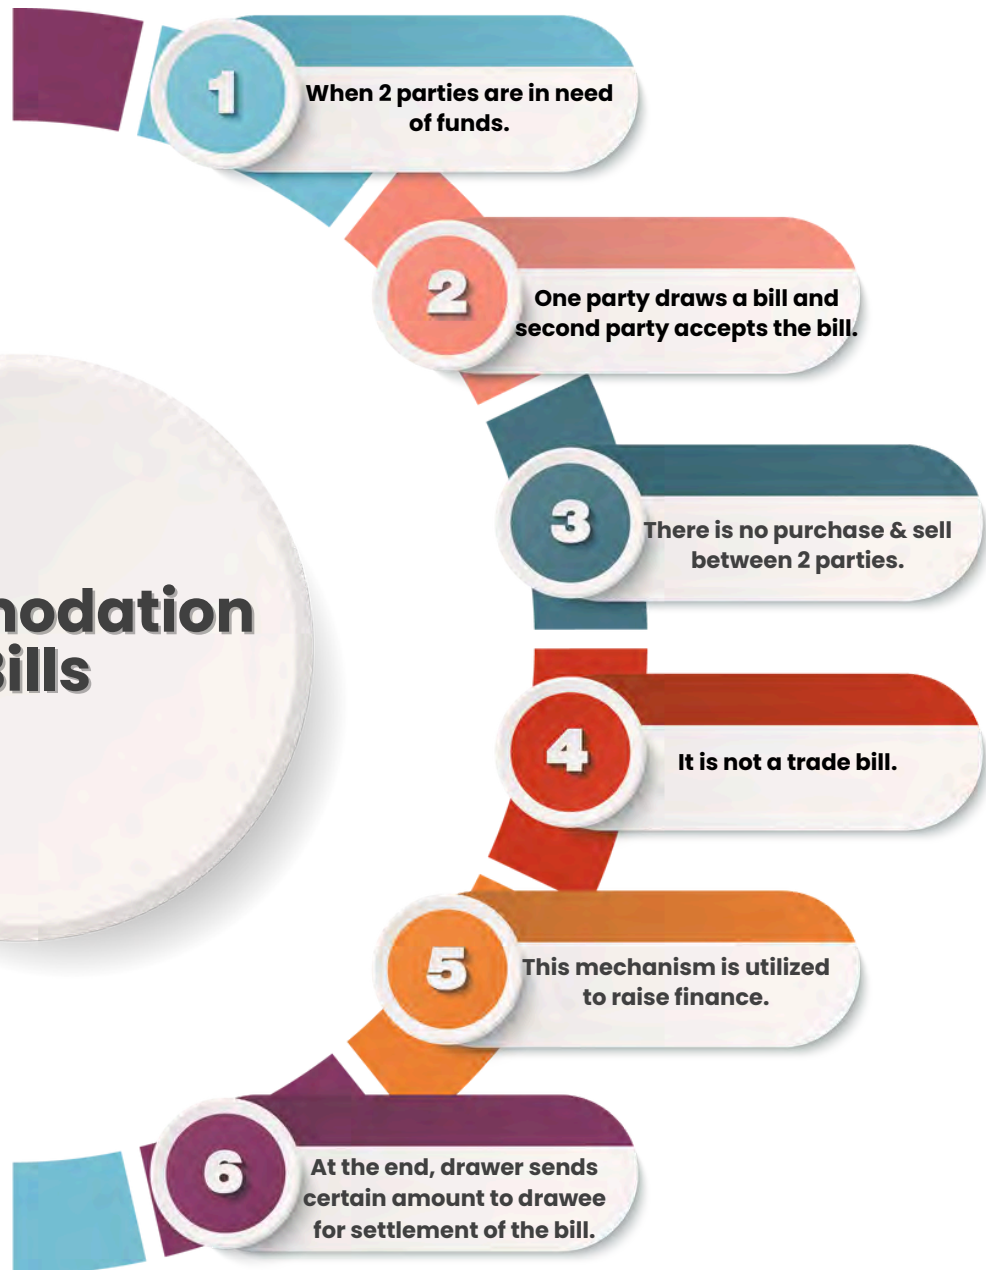 1
When 2 parties are in need
of funds.
2
One party draws a bill and
second party accepts the bill.
3
There is no purchase & sell
between 2 parties.
modation
Bills
4
It is not a trade bill.
5
This mechanism is utilized
to raise finance.
6
At the end, drawer sends
certain amount to drawee
for settlement of the bill.